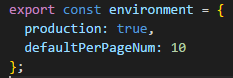 export const environment = {
  production: true,
  defaultPerPageNum: 10
};